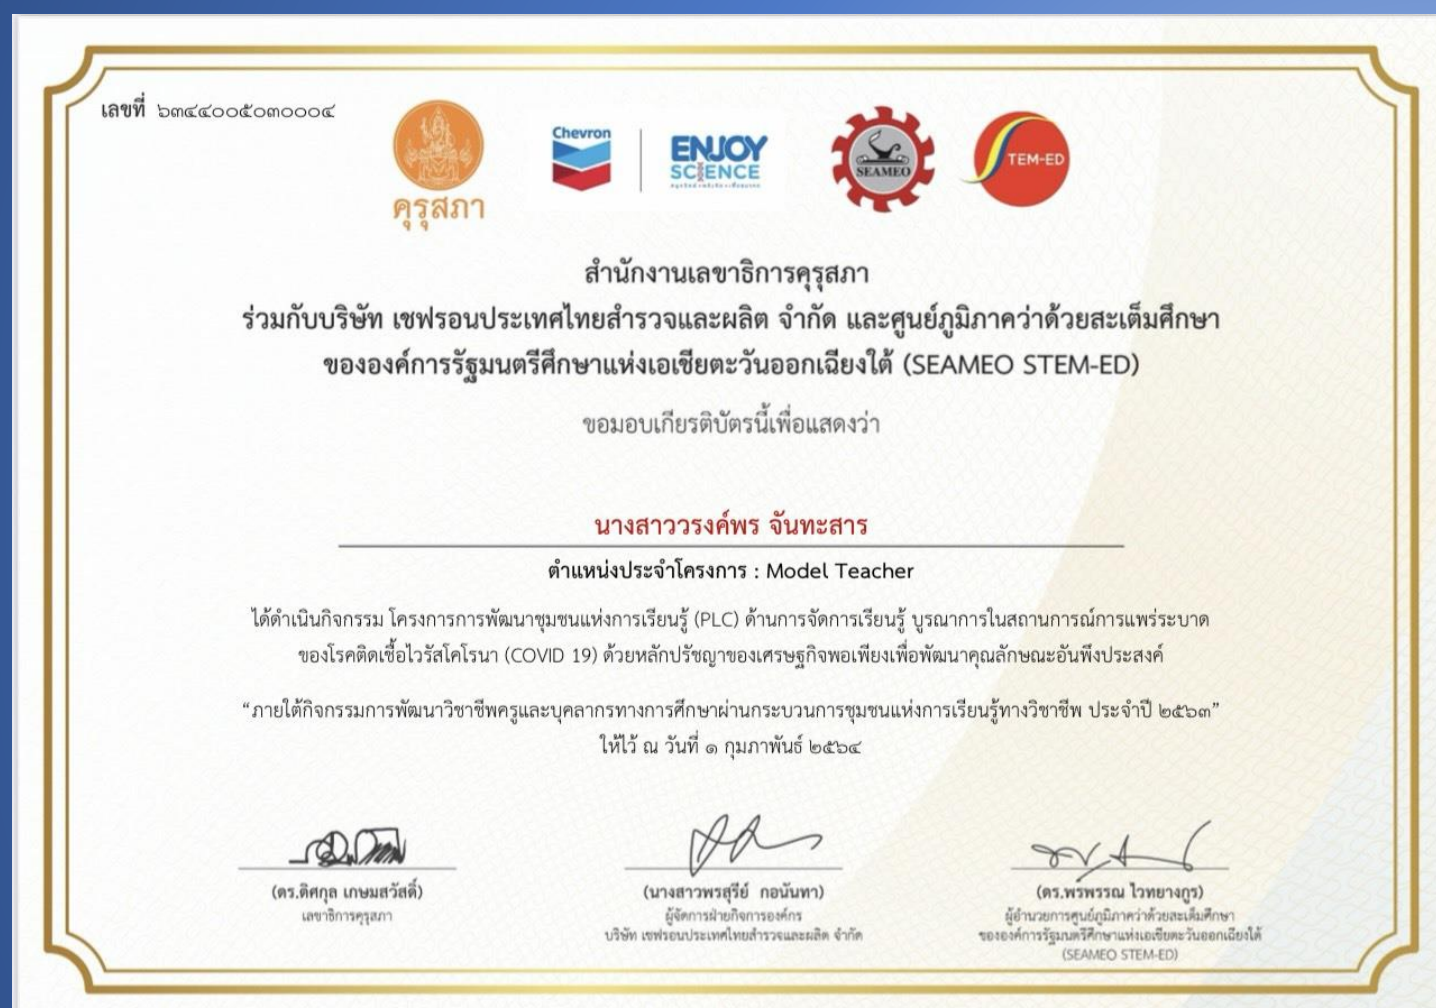 เลขที่ ๖๓๔๔๐๐๕๐๓๐๐๐๔
คุรุสภา
Chevron
ENJOY
SCIENCE
SEAMEO
STEM-ED
สำนักงานเลขาธิการคุรุสภา
ร่วมกับบริษัท เชฟรอนประเทศไทยสำรวจและผลิต จำกัด และศูนย์ภูมิภาคว่าด้วยสะเต็มศึกษา
ขององค์การรัฐมนตรีศึกษาแห่งเอเชียตะวันออกเฉียงใต้ (SEAMEO STEM-ED)
ขอมอบเกียรติบัตรนี้เพื่อแสดงว่า
นางสาววรงค์พร จันทะสาร
ตำแหน่งประจำโครงการ : Model Teacher
ได้ดำเนินกิจกรรม โครงการการพัฒนาชุมชนแห่งการเรียนรู้ (PLC) ด้านการจัดการเรียนรู้ บูรณาการในสถานการณ์การแพร่ระบาด
ของโรคติดเชื้อไวรัสโคโรนา (COVID 19) ด้วยหลักปรัชญาของเศรษฐกิจพอเพียงเพื่อพัฒนาคุณลักษณะอันพึงประสงค์
“ภายใต้กิจกรรมการพัฒนาวิชาชีพครูและบุคลากรทางการศึกษาผ่านกระบวนการชุมชนแห่งการเรียนรู้ทางวิชาชีพ ประจำปี ๒๕๖๓”
ให้ไว้ ณ วันที่ ๑ กุมภาพันธ์ ๒๕๖๔
(ดร.ดิศกุล เกษมสวัสดิ์)
เลขาธิการคุรุสภา
(นางสาวพรสุรีย์ กอนันทา)
ผู้จัดการฝ่ายกิจการองค์กร
บริษัท เชฟรอนประเทศไทยสำรวจและผลิต จำกัด
(ดร.พรพรรณ ไวทยางกูร)
ผู้อำนวยการศูนย์ภูมิภาคว่าด้วยสะเต็มศึกษา
ขององค์การรัฐมนตรีศึกษาแห่งเอเชียตะวันออกเฉียงใต้
(SEAMEO STEM-ED)